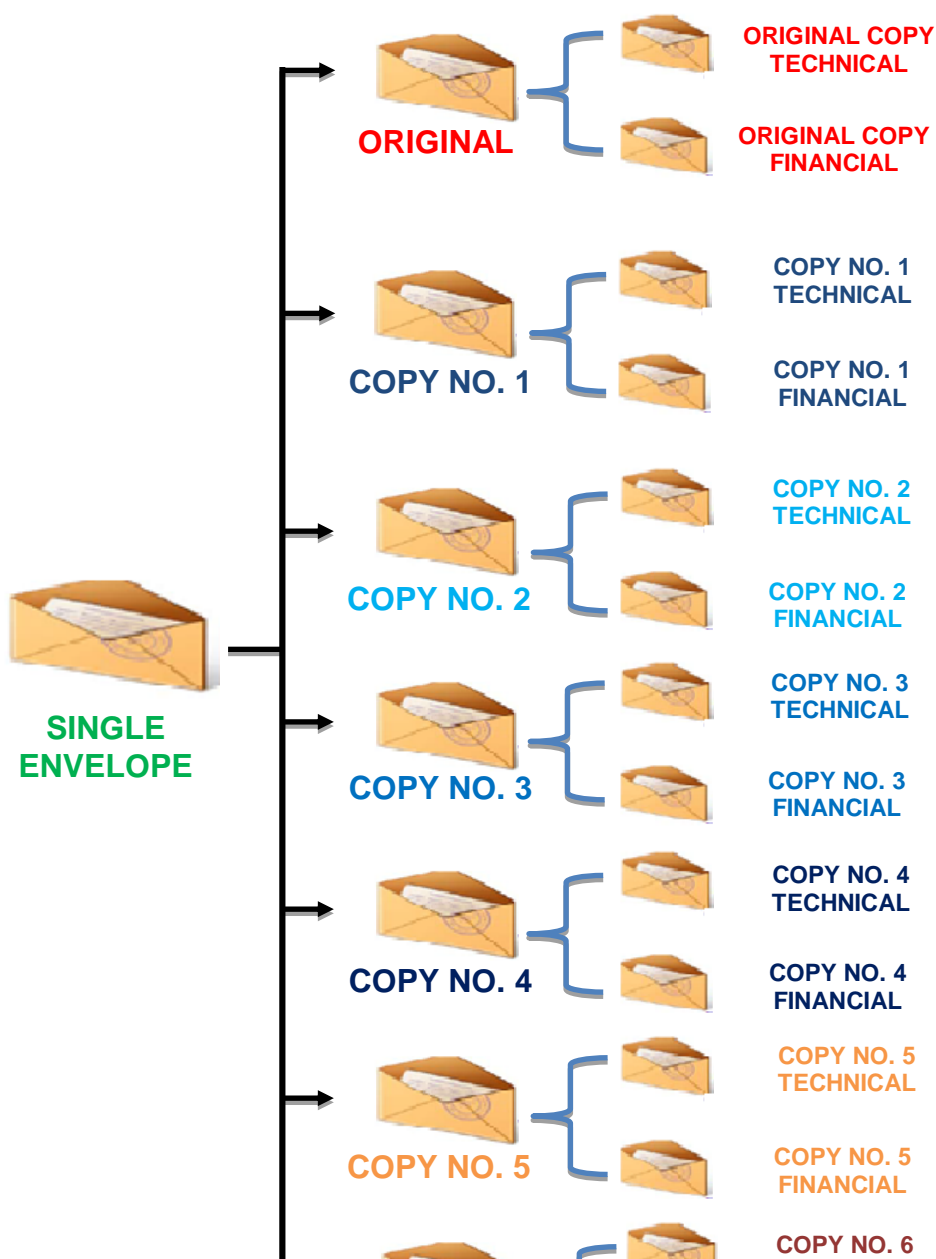 ORIGINAL COPY
TECHNICAL
ORIGINAL
ORIGINAL COPY
FINANCIAL
COPY NO. 1
TECHNICAL
COPY NO. 1
COPY NO. 1
FINANCIAL
COPY NO. 2
TECHNICAL
COPY NO. 2
COPY NO. 2
FINANCIAL
SINGLE
ENVELOPE
COPY NO. 3
TECHNICAL
COPY NO. 3
COPY NO. 3
FINANCIAL
COPY NO. 4
TECHNICAL
COPY NO. 4
COPY NO. 4
FINANCIAL
COPY NO. 5
TECHNICAL
COPY NO. 5
COPY NO. 5
FINANCIAL
COPY NO. 6